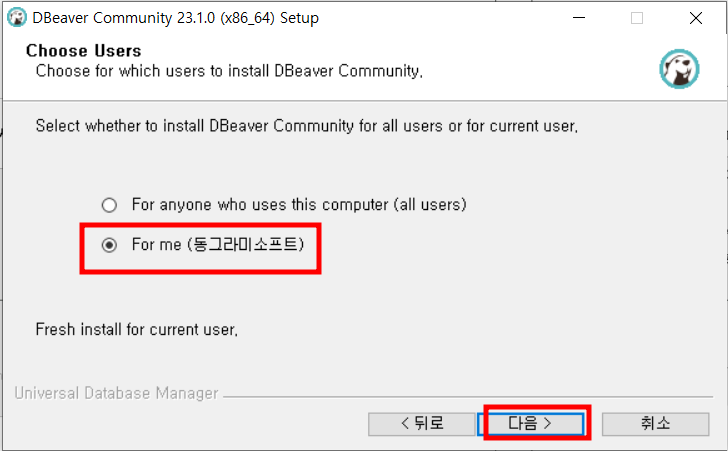 DBeaver Community 23.1.0 (x86_64) Setup
Choose Users
Choose for which users to install DBeaver Community.
Select whether to install DBeaver Community for all users or for current user.
For anyone who uses this computer (all users)
For me (동그라미소프트)
Fresh install for current user.
Universal Database Manager
< 뒤로 다음 > 취소